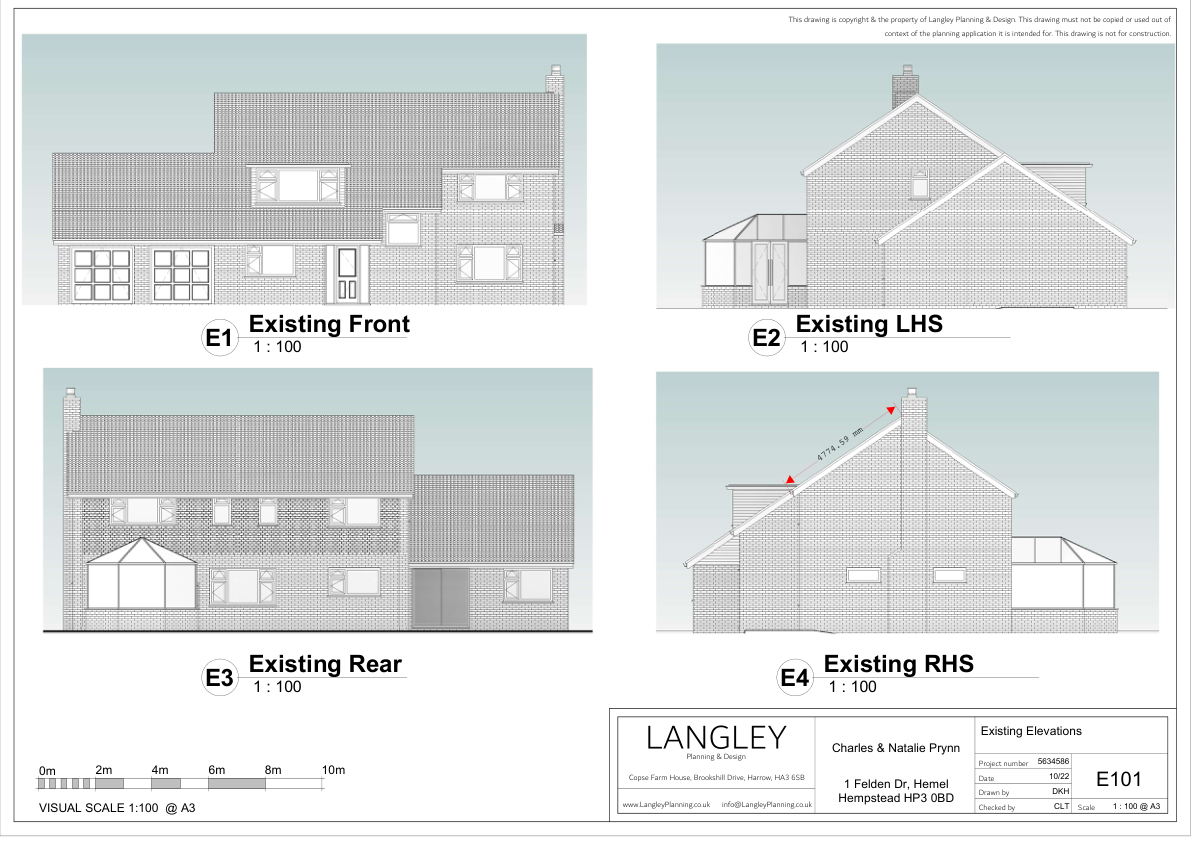 This drawing is copyright & the property of Langley Planning & Design. This drawing must not be copied or used out of
context of the planning application it is intended for. This drawing is not for construction.
E1
Existing Front
1 : 100
E2
Existing LHS
1 : 100
4774.59 mm
E3
Existing Rear
1 : 100
E4
Existing RHS
1 : 100
0m 2m 4m 6m 8m 10m
VISUAL SCALE 1:100 @ A3
LANGLEY
Planning & Design
Copse Farm House, Brookshill Drive, Harrow, HA3 6SB
www.LangleyPlanning.co.uk info@LangleyPlanning.co.uk
Charles & Natalie Prynn
1 Felden Dr, Hemel
Hempstead HP3 0BD
Existing Elevations
Project number 5634586
Date 10/22
Drawn by DKH
Checked by CLT
E101
Scale 1 : 100 @ A3